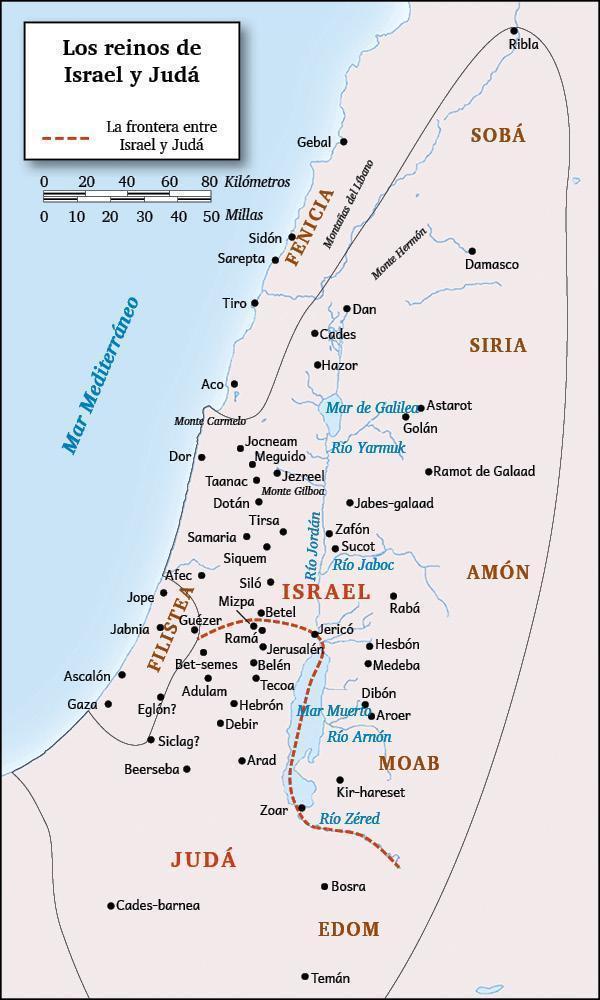 Los reinos de
Israel y Judá
La frontera entre
Israel y Judá
0 20 40 60 80 Kilómetros
0 10 20 30 40 50 Millas
Ribla
SOBÁ
Gebal
Montañas del Líbano
FENICIA
Sidón
Sarepta
Monte Hermón
Damasco
Tiro
Dan
Mar Mediterráneo
Cades
SIRIA
Hazor
Aco
Mar de Galilea
Astarot
Golán
Monte Carmelo
Jocneam
Río Yarmuk
Dor
Meguido
Ramot de Galaad
Taanac
Jezreel
Monte Gilboa
Dotán
Jabes-galaad
Tirsa
Samaria
Zafón
Sucot
Siquem
Río Jordán
Río Jaboc
Afec
Siló
AMÓN
ISRAEL
Jope
Mizpa
Rabá
FILISTEA
Betel
Guézer
Jabnia
Ramá
Jericó
Jerusalén
Hesbón
Bet-semes
Belén
Medeba
Ascalón
Adulam
Tecoa
Gaza
Eglón?
Hebrón
Dibón
Mar Muerto
Aroer
Debir
Siclag?
Río Arnón
Beerseba
Arad
MOAB
Kir-hareset
Zoar
Río Zéred
JUDÁ
Bosra
Cades-barnea
EDOM
Temán